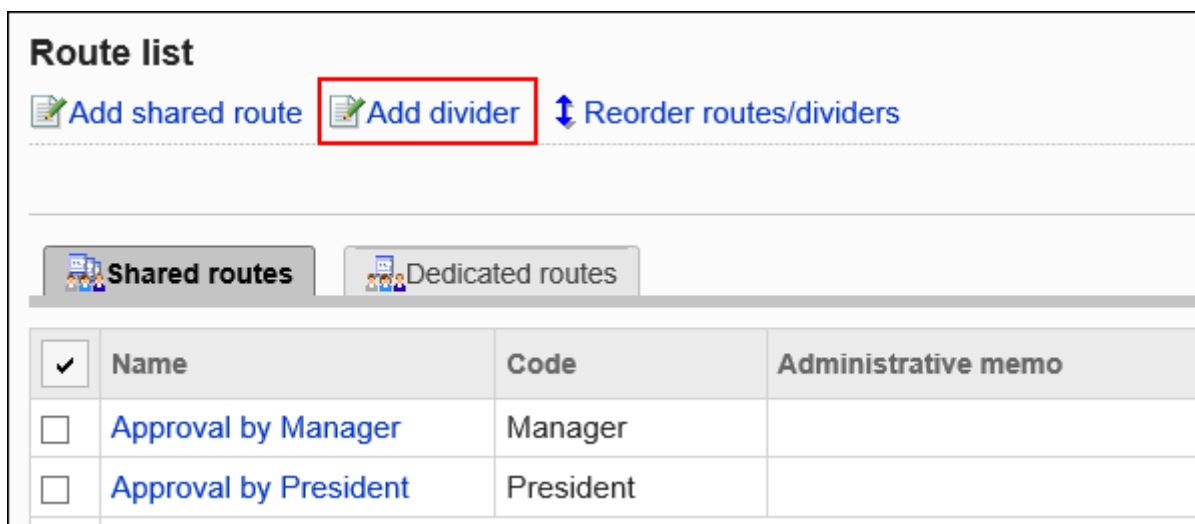 Route list
Add shared route Add divider Reorder routes/dividers
Shared routes Dedicated routes
Name Code Administrative memo
Approval by Manager Manager
Approval by President President